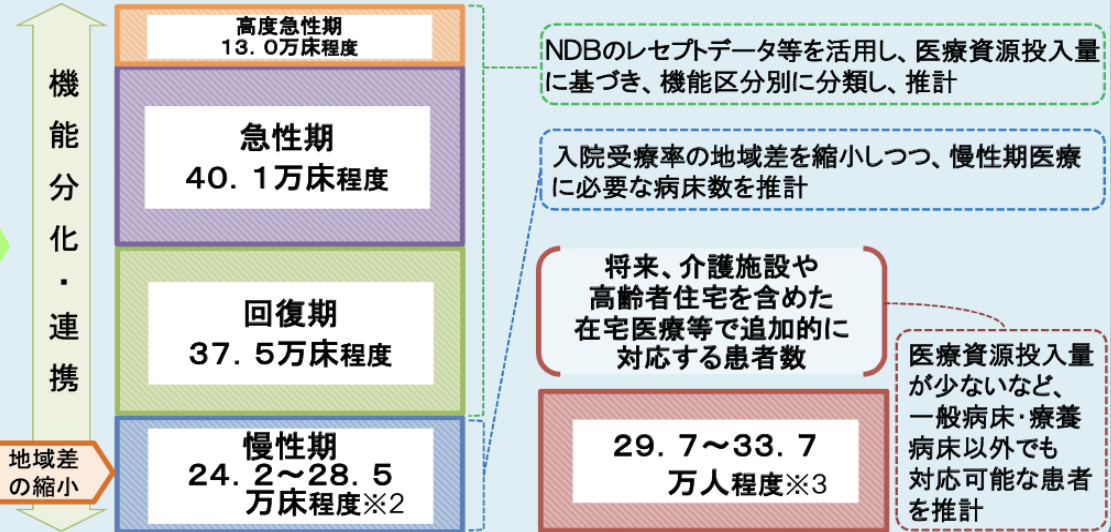 機能分化・連携
地域差
の縮小
高度急性期
13.0万床程度
急性期
40.1万床程度
回復期
37.5万床程度
慢性期
24.2~28.5
万床程度※2
NDBのレセプトデータ等を活用し、医療資源投入量
に基づき、機能区分別に分類し、推計
入院受療率の地域差を縮小しつつ、慢性期医療
に必要な病床数を推計
将来、介護施設や
高齢者住宅を含めた
在宅医療等で追加的に
対応する患者数
29.7~33.7
万人程度※3
医療資源投入量
が少ないなど、
一般病床・療養
病床以外でも
対応可能な患者
を推計